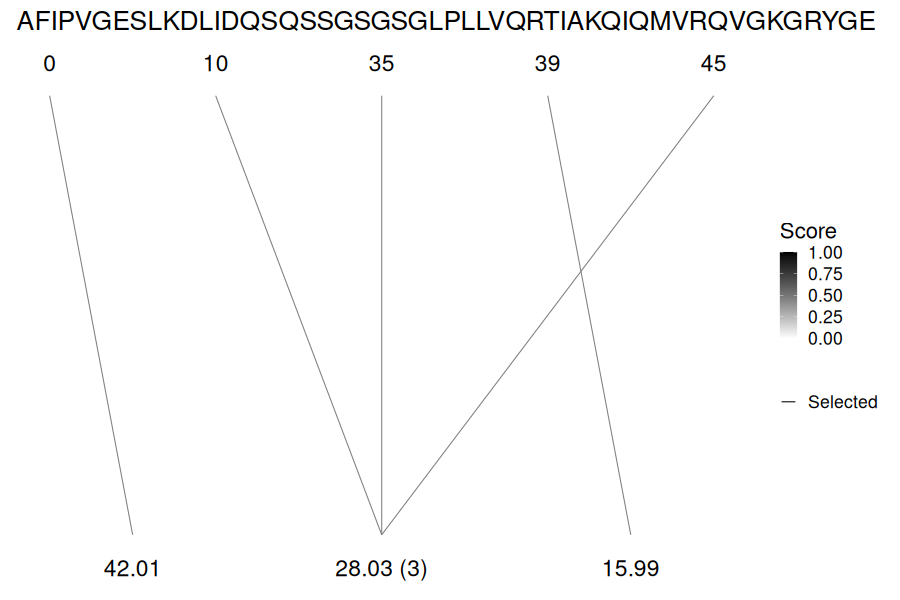 AFIPVGESLKDLIDQSQSSGSGSGLPLLVQRTIAKQIQMVRQVGKGRYGE
0 10 35 39 45
Score
1.00
0.75
0.50
0.25
0.00
Selected
42.01 28.03 (3) 15.99